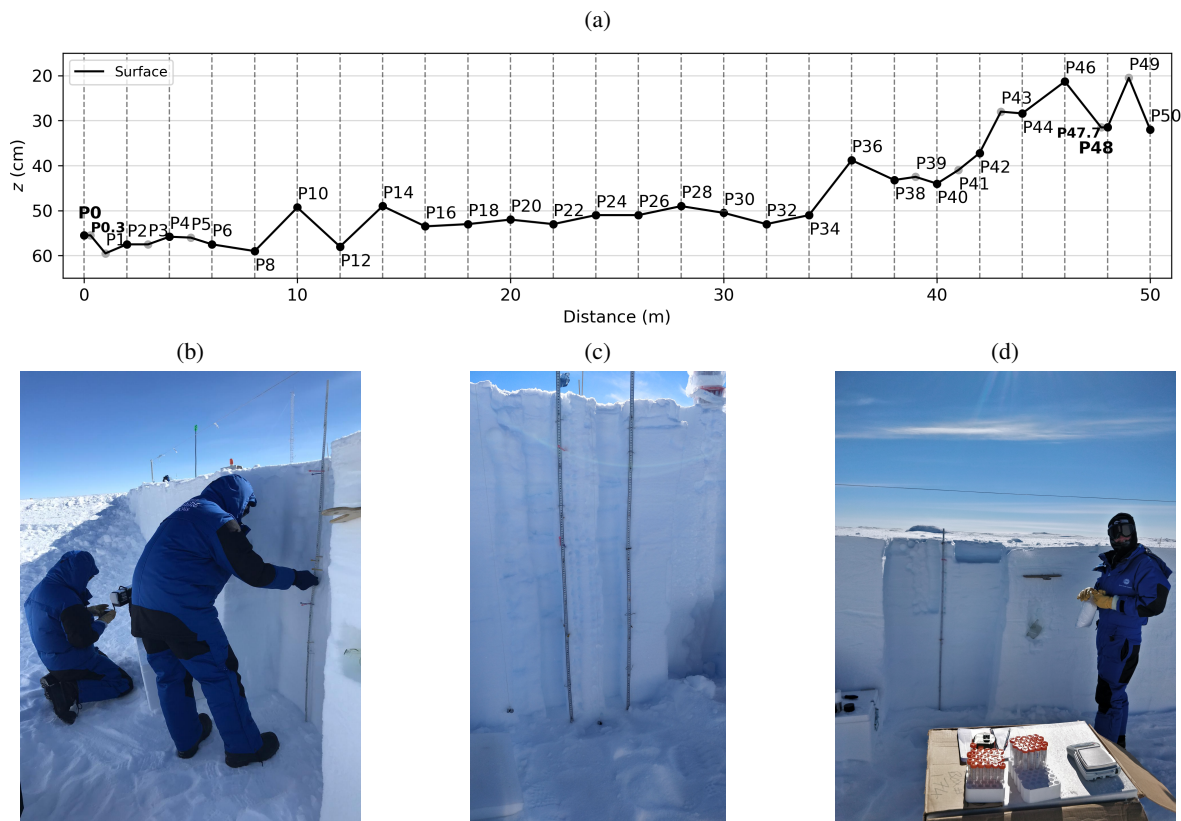 (a)
20
30
40
50
60
z (cm)
Surface
P0
P0.3
P1
P2
P3
P4
P5
P6
P8
P10
P12
P14
P16
P18
P20
P22
P24
P26
P28
P30
P32
P34
P36
P38
P39
P40
P41
P42
P43
P44
P46
P47.7
P48
P49
P50
0
10
20
30
40
50
Distance (m)
(b)
(c)
(d)